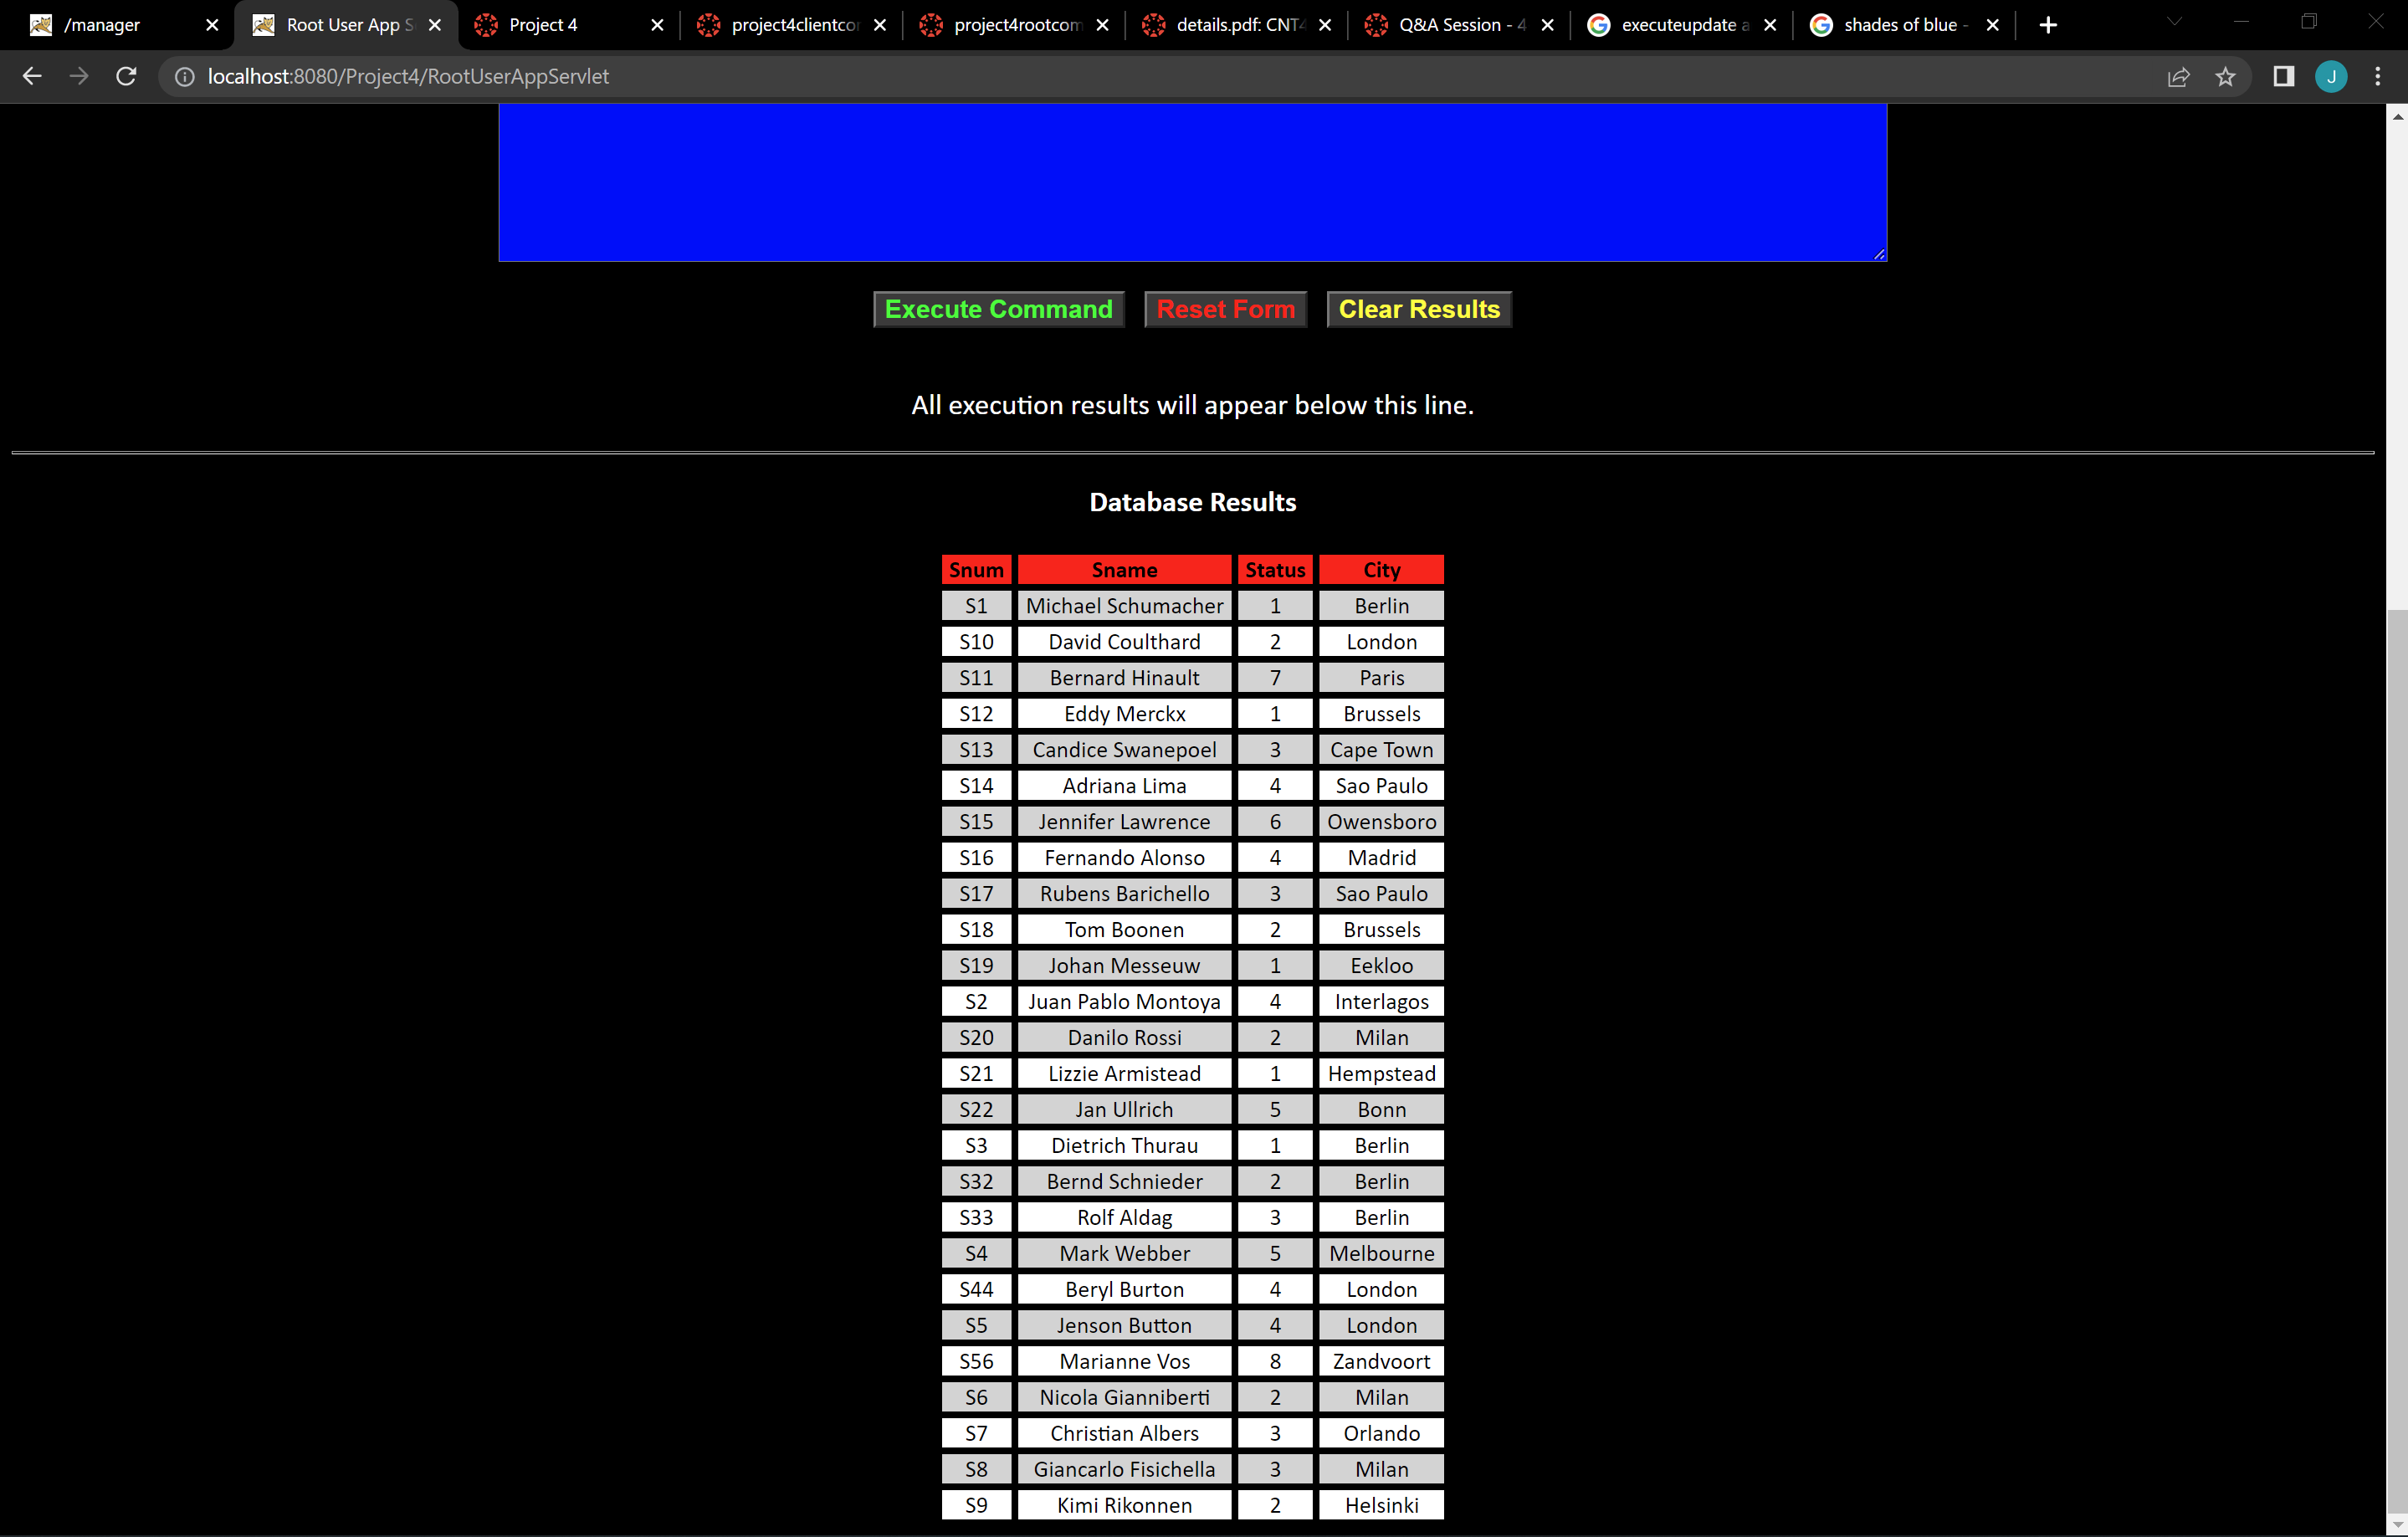 /manager Root User App S Project 4 project4clientcor project4rootcom details.pdf: CNT4 Q&A Session - 4 executeupdate a shades of blue -
localhost:8080/Project4/RootUserAppServlet J
Execute Command Reset Form Clear Results
All execution results will appear below this line.
Database Results
Snum Sname Status City
S1 Michael Schumacher 1 Berlin
S10 David Coulthard 2 London
S11 Bernard Hinault 7 Paris
S12 Eddy Merckx 1 Brussels
S13 Candice Swanepoel 3 Cape Town
S14 Adriana Lima 4 Sao Paulo
S15 Jennifer Lawrence 6 Owensboro
S16 Fernando Alonso 4 Madrid
S17 Rubens Barichello 3 Sao Paulo
S18 Tom Boonen 2 Brussels
S19 Johan Messeuw 1 Eekloo
S2 Juan Pablo Montoya 4 Interlagos
S20 Danilo Rossi 2 Milan
S21 Lizzie Armistead 1 Hempstead
S22 Jan Ullrich 5 Bonn
S3 Dietrich Thurau 1 Berlin
S32 Bernd Schnieder 2 Berlin
S33 Rolf Aldag 3 Berlin
S4 Mark Webber 5 Melbourne
S44 Beryl Burton 4 London
S5 Jenson Button 4 London
S56 Marianne Vos 8 Zandvoort
S6 Nicola Gianniberti 2 Milan
S7 Christian Albers 3 Orlando
S8 Giancarlo Fisichella 3 Milan
S9 Kimi Rikonnen 2 Helsinki